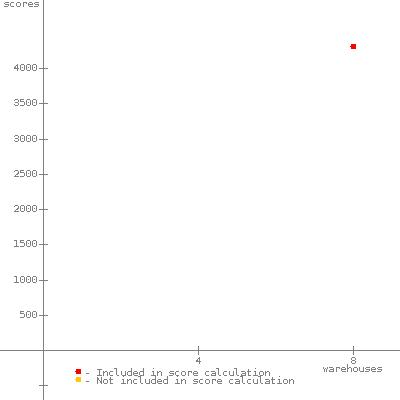 scores
4000
3500
3000
2500
2000
1500
1000
500
4 8
warehouses
- Included in score calculation
- Not included in score calculation